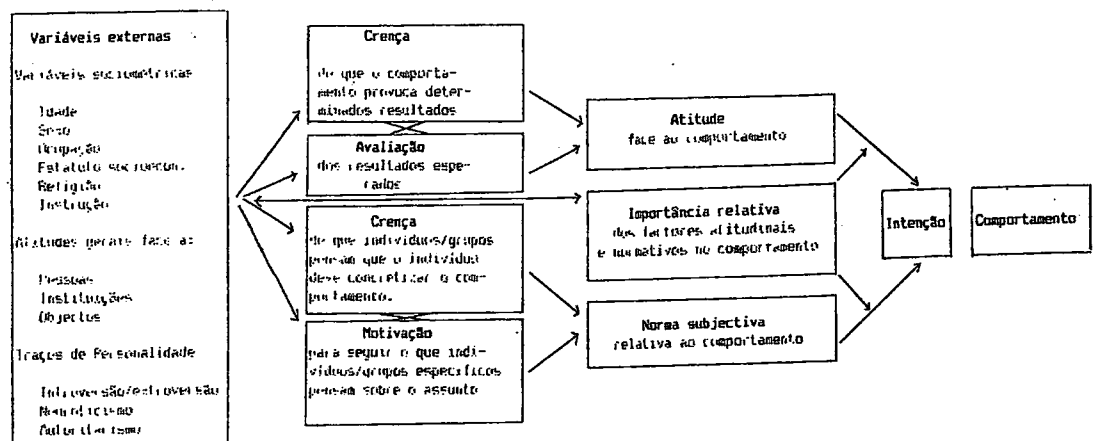 Variáveis externas
Variáveis sociométricas
Idade
Sexo
Ocupação
Estatuto socioecon.
Religião
Instrução
Atitudes gerais face a:
Pessoas
Instituições
Objectos
Traços de Personalidade
Introversão/extroversão
Neuroticismo
Autoritarismo
Crença
de que o comporta-
mento provoca deter-
minados resultados
Avaliação
dos resultados espe-
rados
Crença
de que indivíduos/grupos
pensam que o indivíduo
deve concretizar o com-
portamento.
Motivação
para seguir o que indi-
víduos/grupos específicos
pensam sobre o assunto
Atitude
face ao comportamento
Importância relativa
dos factores atitudinais
e normativos no comportamento
Norma subjectiva
relativa ao comportamento
Intenção
Comportamento